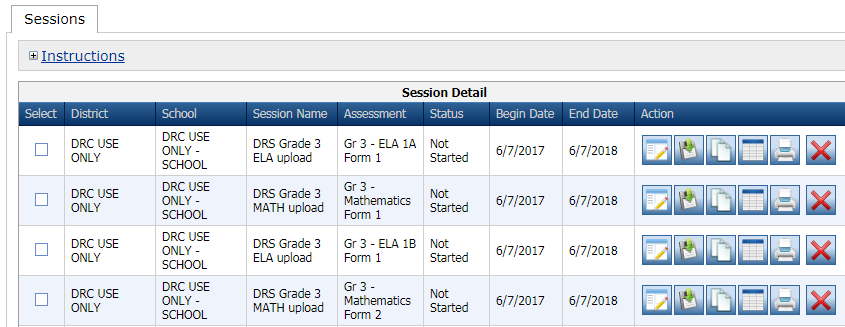 Sessions
Instructions
Session Detail
Select District School Session Name Assessment Status Begin Date End Date Action
DRC USE ONLY DRC USE ONLY - SCHOOL DRS Grade 3 ELA upload Gr 3 - ELA 1A Form 1 Not Started 6/7/2017 6/7/2018
DRC USE ONLY DRC USE ONLY - SCHOOL DRS Grade 3 MATH upload Gr 3 - Mathematics Form 1 Not Started 6/7/2017 6/7/2018
DRC USE ONLY DRC USE ONLY - SCHOOL DRS Grade 3 ELA upload Gr 3 - ELA 1B Form 1 Not Started 6/7/2017 6/7/2018
DRC USE ONLY DRC USE ONLY - SCHOOL DRS Grade 3 MATH upload Gr 3 - Mathematics Form 2 Not Started 6/7/2017 6/7/2018